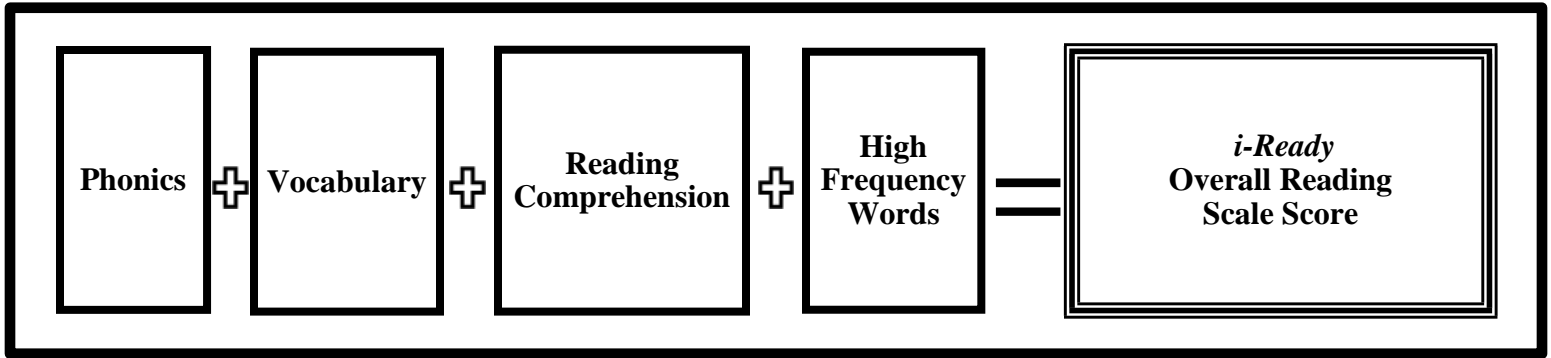 Phonics
Vocabulary
Reading
Comprehension
High
Frequency
Words
i-Ready
Overall Reading
Scale Score